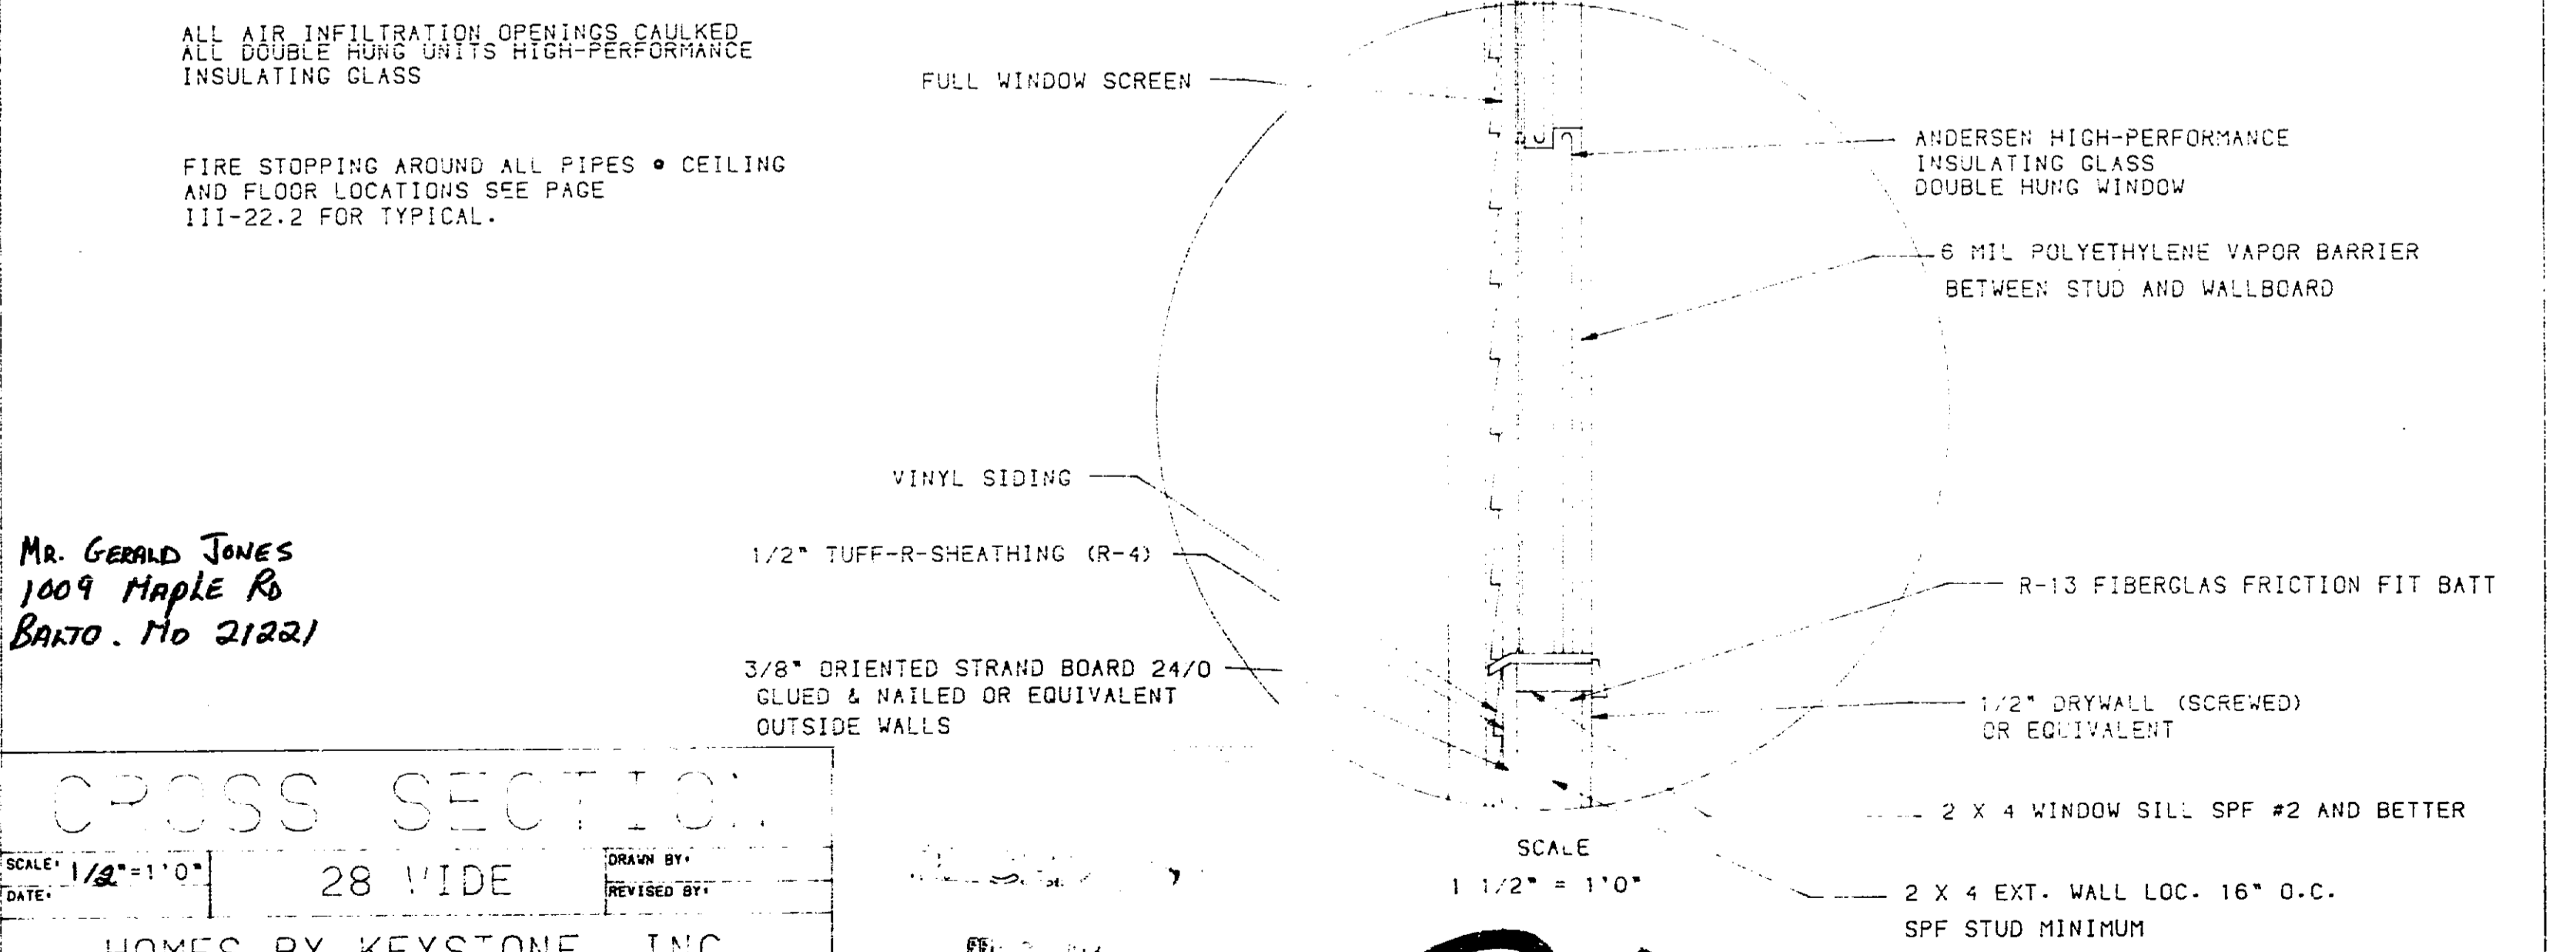 ALL AIR INFILTRATION OPENINGS CAULKED
ALL DOUBLE HUNG UNITS HIGH-PERFORMANCE
INSULATING GLASS
FIRE STOPPING AROUND ALL PIPES • CEILING
AND FLOOR LOCATIONS SEE PAGE
III-22.2 FOR TYPICAL.
FULL WINDOW SCREEN
ANDERSEN HIGH-PERFORMANCE
INSULATING GLASS
DOUBLE HUNG WINDOW
6 MIL POLYETHYLENE VAPOR BARRIER
BETWEEN STUD AND WALLBOARD
VINYL SIDING
1/2" TUFF-R-SHEATHING (R-4)
3/8" ORIENTED STRAND BOARD 24/0
GLUED & NAILED OR EQUIVALENT
OUTSIDE WALLS
R-13 FIBERGLAS FRICTION FIT BATT
1/2" DRYWALL (SCREWED)
OR EQUIVALENT
2 X 4 WINDOW SILL SPF #2 AND BETTER
2 X 4 EXT. WALL LOC. 16" O.C.
SPF STUD MINIMUM
SCALE
1 1/2" = 1'0"
MR. GERALD JONES
1009 MAPLE RD
BALTO. MD 21221
CROSS SECTION
SCALE: 1/2"=1'0"
DATE:
28 WIDE
DRAWN BY:
REVISED BY:
HOMES BY KEYSTONE, INC